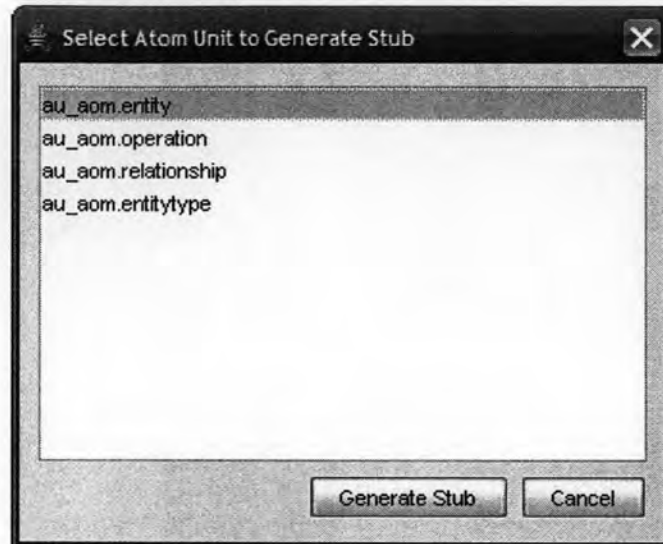 Select Atom Unit to Generate Stub
au_aom.entity
au_aom.operation
au_aom.relationship
au_aom.entitytype
Generate Stub Cancel